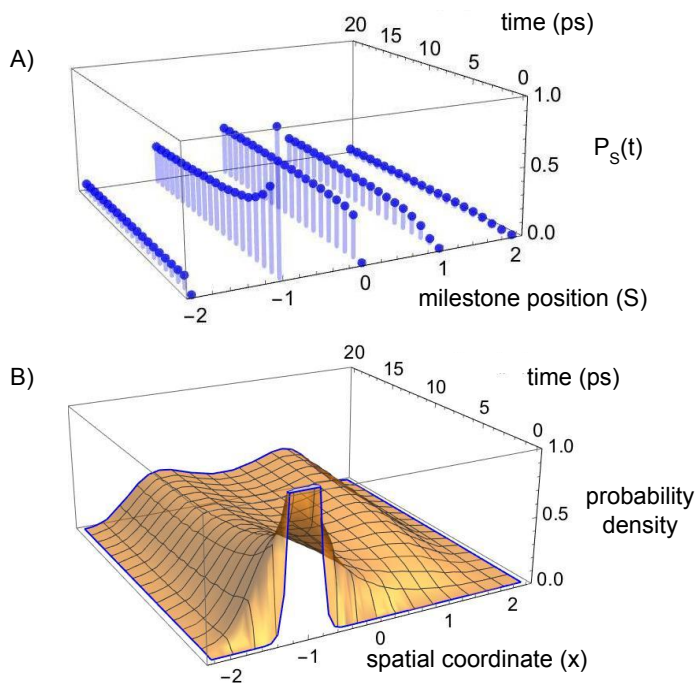 A)
time (ps)
20
15
10
5
0
1.0
0.5
0.0
P_S(t)
-2
-1
0
1
2
milestone position (S)
B)
time (ps)
20
15
10
5
0
1.0
0.5
0.0
probability
density
-2
-1
0
1
2
spatial coordinate (x)